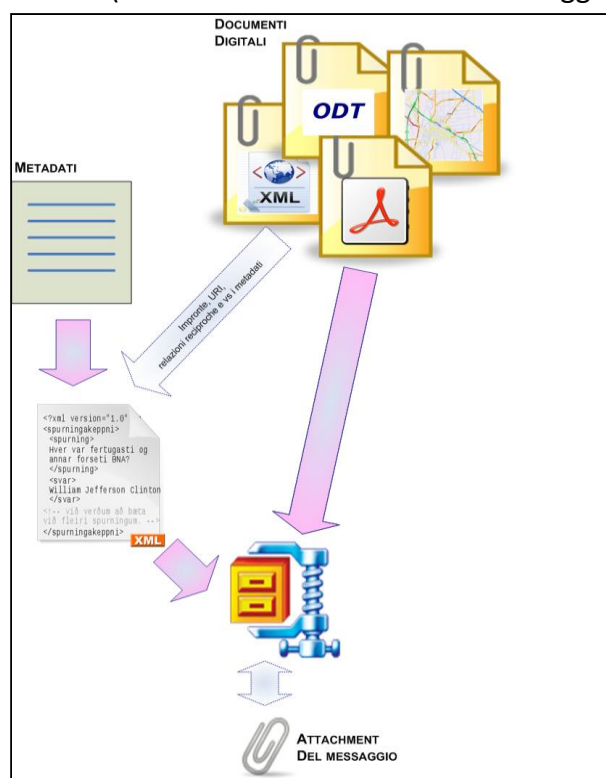 DOCUMENTI
DIGITALI
ODT
XML
METADATI
Impronte, URI,
relazioni reciproche e vs i metadati
<?xml version="1.0"
<spurningakeppni>
<spurning>
Hver var fertugasti og
annar forseti BNA?
</spurning>
<svar>
William Jefferson Clinton
</svar>
<!-- við verðum að bæta
við fleiri spurningum. -->
</spurningakeppni>
XML
ATTACHMENT
DEL MESSAGGIO